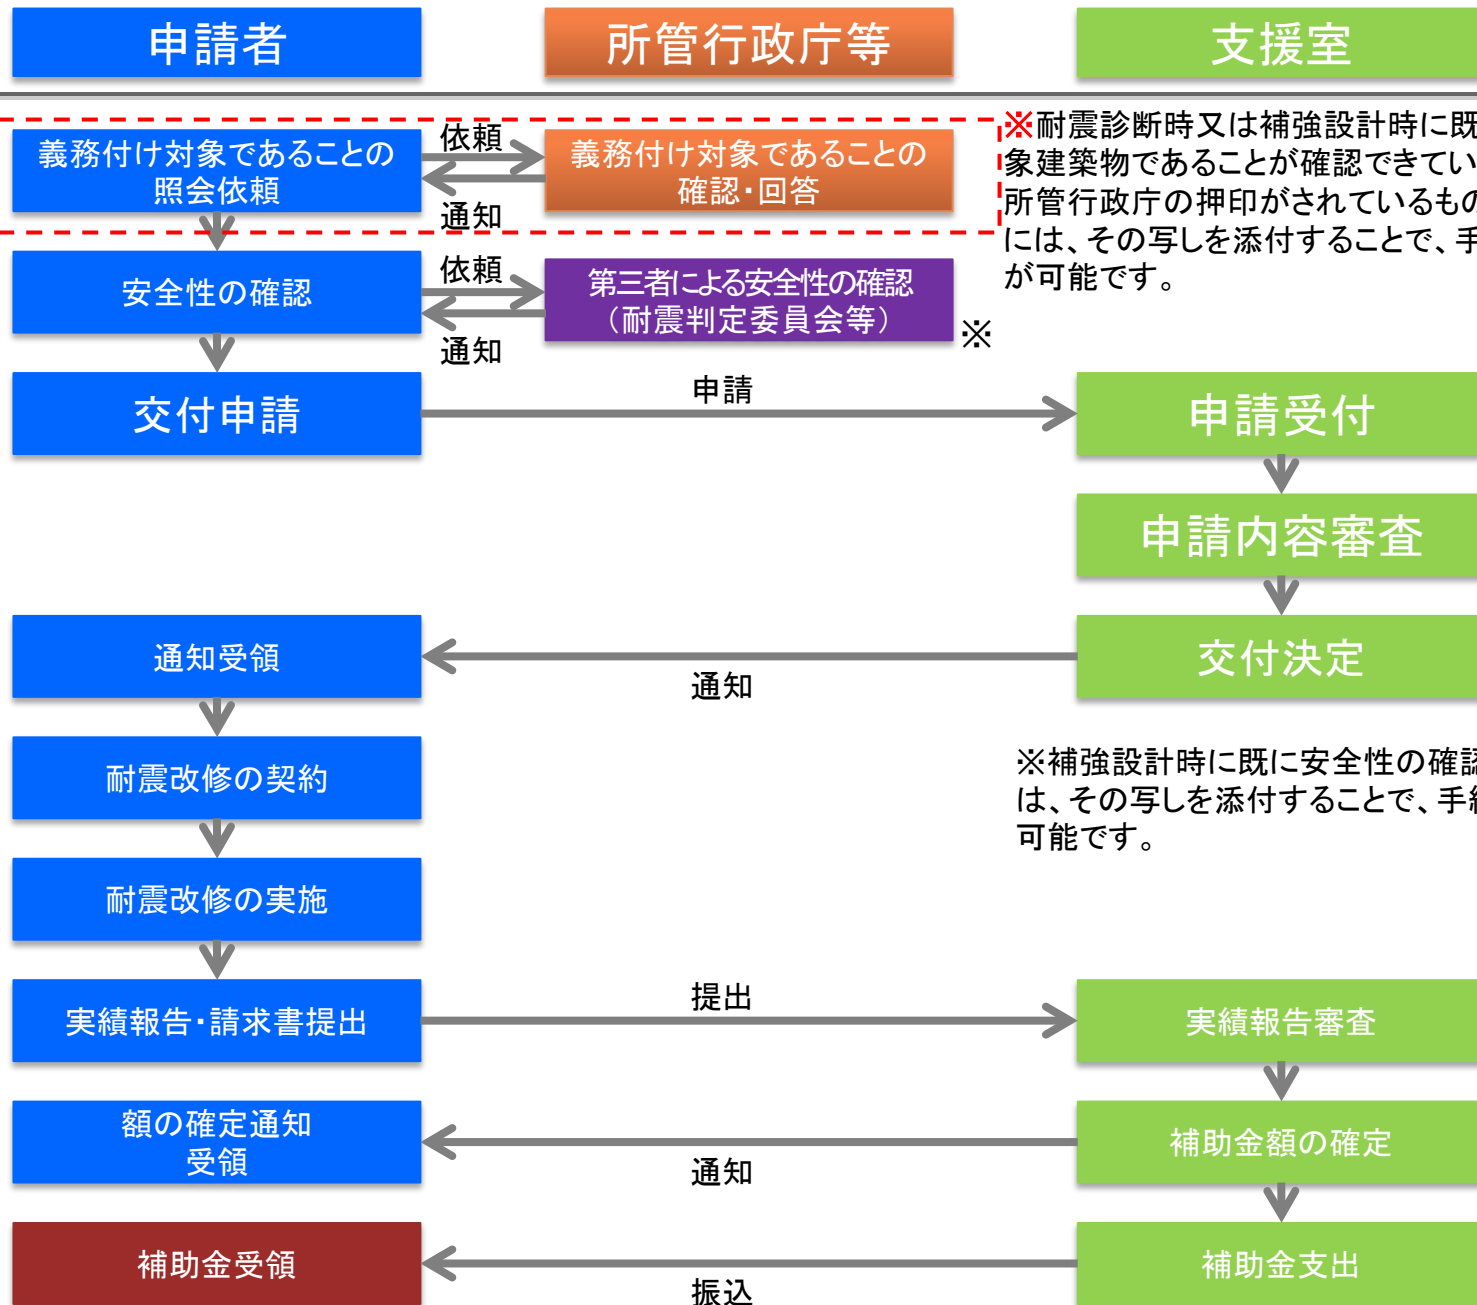 申請者
所管行政庁等
支援室
義務付け対象であることの
照会依頼
依頼
通知
義務付け対象であることの
確認・回答
※耐震診断時又は補強設計時に既
象建築物であることが確認できてい
所管行政庁の押印がされているもの
には、その写しを添付することで、手
が可能です。
安全性の確認
依頼
通知
第三者による安全性の確認
（耐震判定委員会等）
※
交付申請
申請
申請受付
申請内容審査
通知受領
通知
交付決定
耐震改修の契約
※補強設計時に既に安全性の確認
は、その写しを添付することで、手続
可能です。
耐震改修の実施
実績報告・請求書提出
提出
実績報告審査
額の確定通知
受領
通知
補助金額の確定
補助金受領
振込
補助金支出